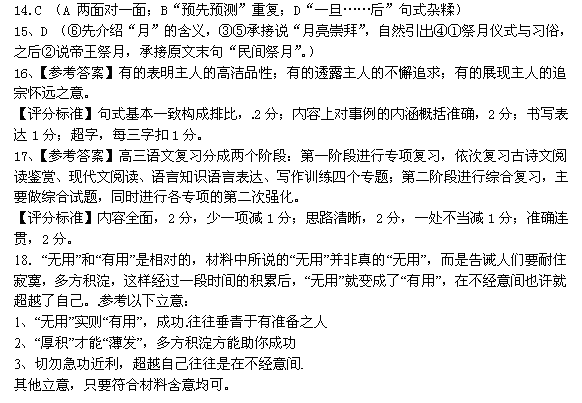 14.C （A 两面对一面；B“预先预测”重复；D“一旦……后”句式杂糅）
15、D（⑥先介绍“月”的含义，③⑤承接说“月亮崇拜”，自然引出④①祭月仪式与习俗，
之后②说帝王祭月，承接原文末句“民间祭月”。）
16、【参考答案】有的表明主人的高洁品性；有的透露主人的不懈追求；有的展现主人的追
宗怀远之意。
【评分标准】句式基本一致构成排比，2 分；内容上对事例的内涵概括准确，2 分；书写表
达 1 分；超字，每三字扣 1 分。
17、【参考答案】高三语文复习分成两个阶段：第一阶段进行专项复习，依次复习古诗文阅
读鉴赏、现代文阅读、语言知识语言表达、写作训练四个专题；第二阶段进行综合复习，主
要做综合试题，同时进行各专项的第二次强化。
【评分标准】内容全面，2 分，少一项减 1 分；思路清晰，2 分，一处不当减 1 分；准确连
贯，2 分。
18．“无用”和“有用”是相对的，材料中所说的“无用”并非真的“无用”，而是告诫人们要耐住
寂寞，多方积淀，这样经过一段时间的积累后，“无用”就变成了“有用”，在不经意间也许就
超越了自己。参考以下立意：
1、“无用”实则“有用”，成功往往垂青于有准备之人
2、“厚积”才能“薄发”，多方积淀方能助你成功
3、切勿急功近利，超越自己往往是在不经意间
其他立意，只要符合材料含意均可。